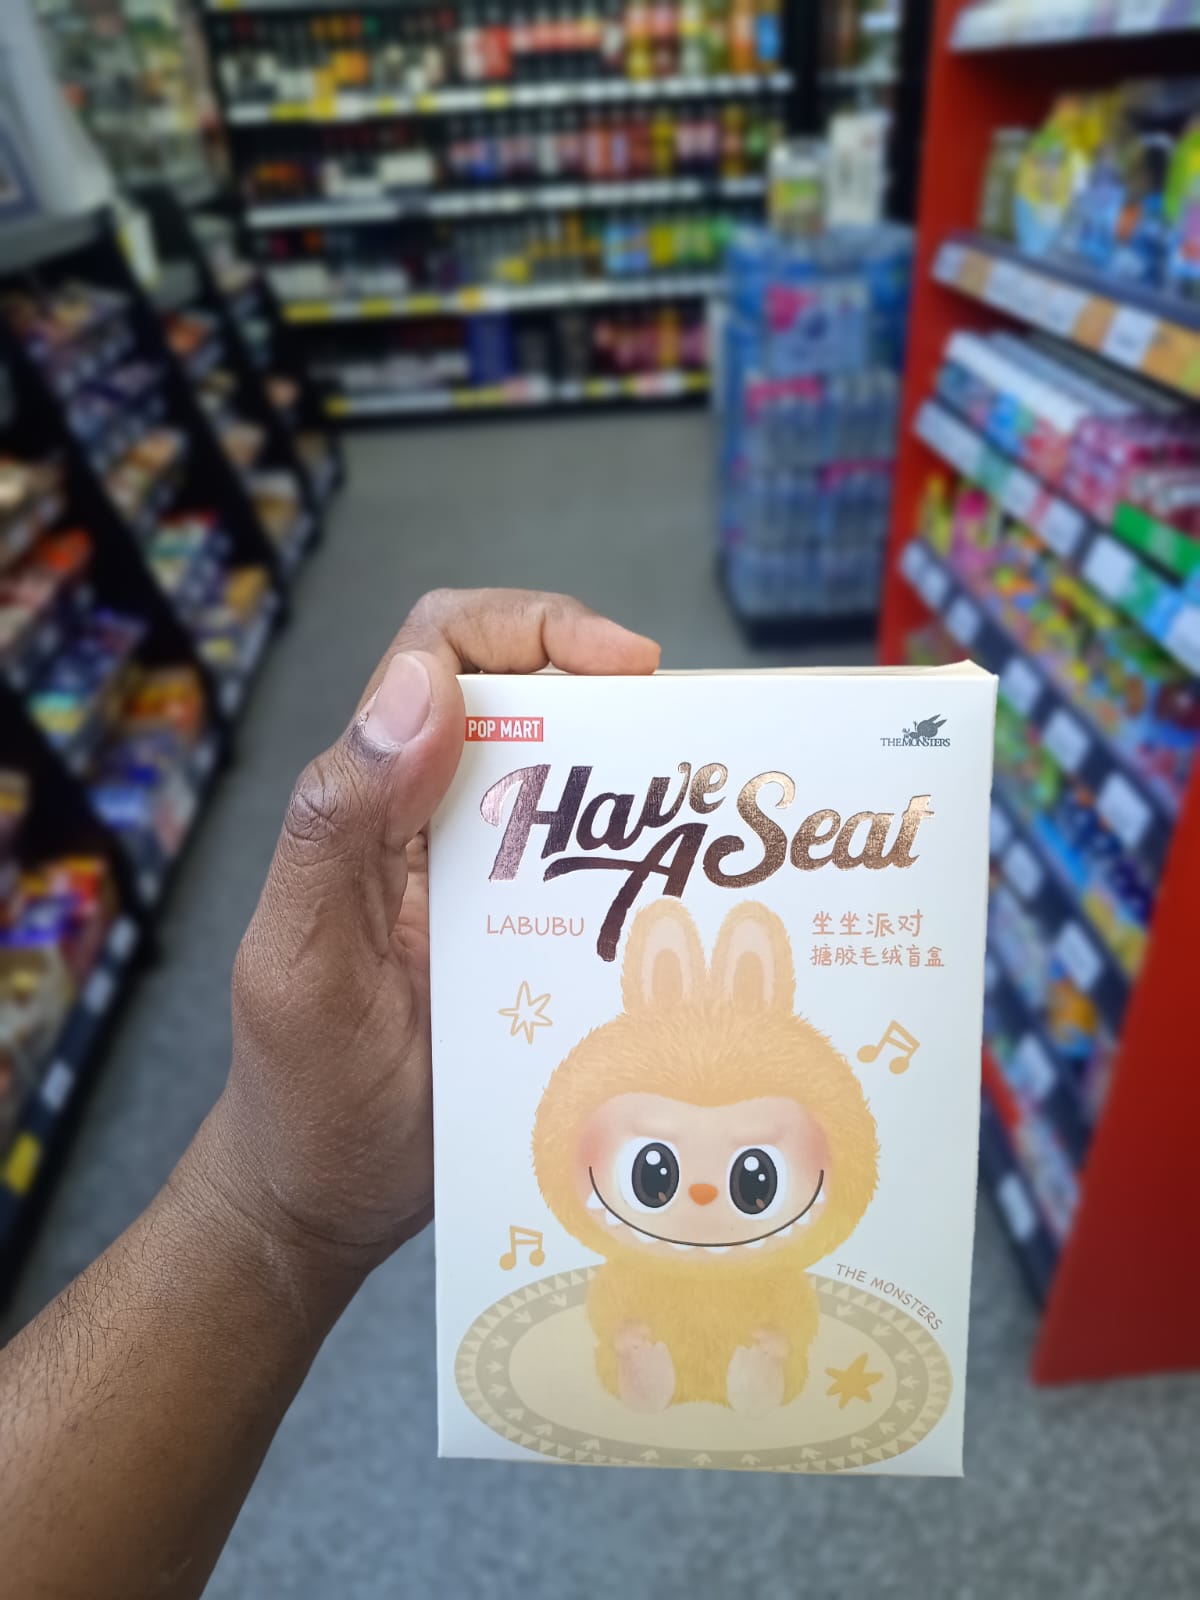 POP MART
THE MONSTERS
Have
A Seat
LABUBU
坐坐派对
搪胶毛绒盲盒
THE MONSTERS